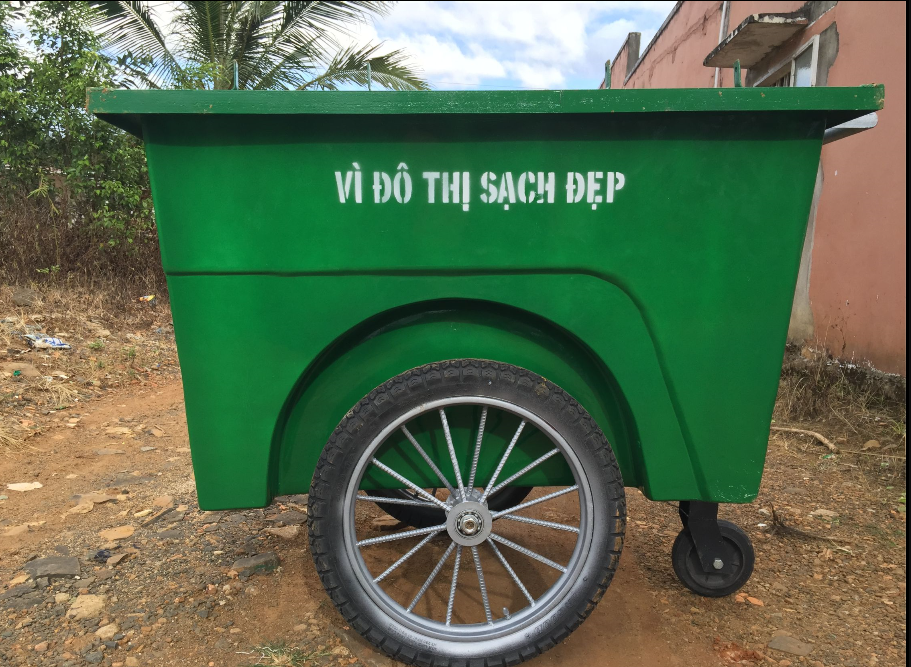 VÌ ĐÔ THỊ SẠCH ĐẸP